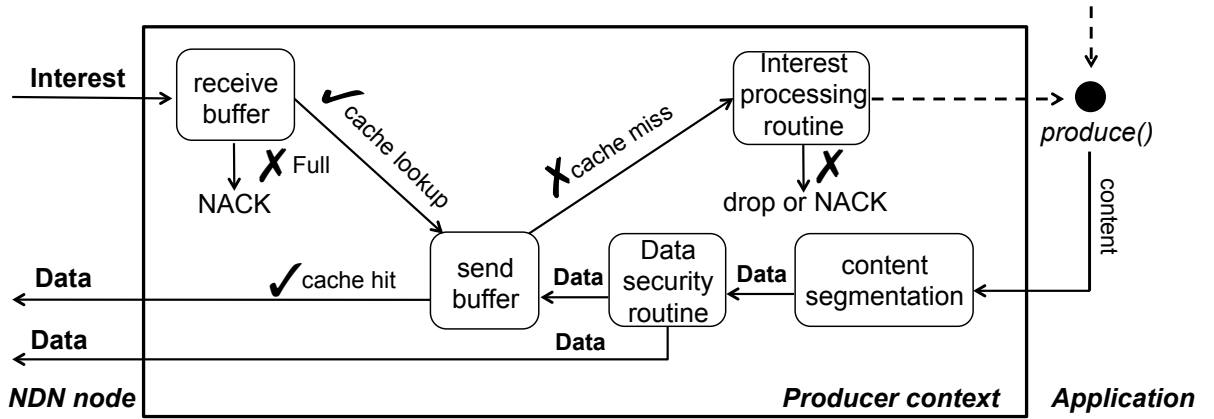 Interest
receive
buffer
✓
cache lookup
✗ Full
NACK
✗ cache miss
Interest
processing
routine
✗
drop or NACK
produce()
content
Data
✓ cache hit
send
buffer
Data
Data
security
routine
Data
content
segmentation
Data
Data
NDN node
Producer context
Application